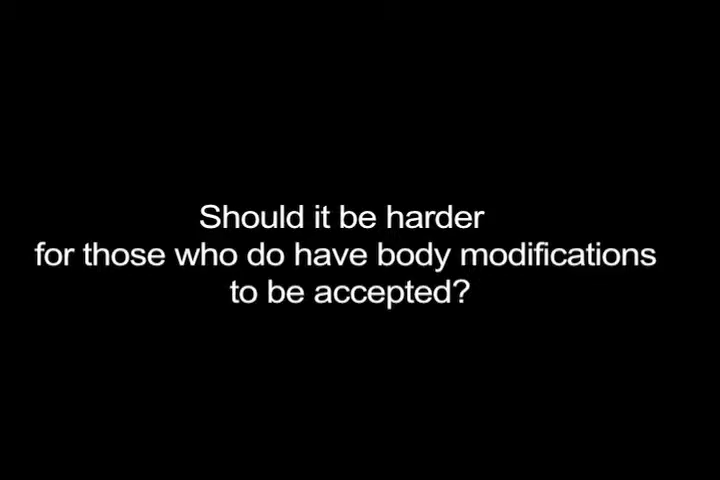 Should it be harder
for those who do have body modifications
to be accepted?